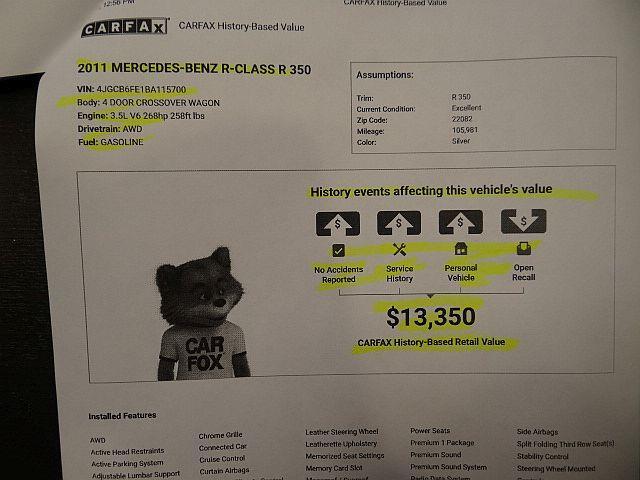 12:56 PM
CARFAX History-Based Value
CARFAX CARFAX History-Based Value
2011 MERCEDES-BENZ R-CLASS R 350
VIN: 4JGCB6FE1BA115700
Body: 4 DOOR CROSSOVER WAGON
Engine: 3.5L V6 268hp 258ft lbs
Drivetrain: AWD
Fuel: GASOLINE
Assumptions:
Trim: R 350
Current Condition: Excellent
Zip Code: 22082
Mileage: 105,981
Color: Silver
History events affecting this vehicle's value
$ $ $ $
No Accidents Reported
Service History
Personal Vehicle
Open Recall
$13,350
CARFAX History-Based Retail Value
CAR
FOX
Installed Features
AWD
Active Head Restraints
Active Parking System
Adjustable Lumbar Support
Chrome Grille
Connected Car
Cruise Control
Curtain Airbags
Leather Steering Wheel
Leatherette Upholstery
Memorized Seat Settings
Memory Card Slot
Power Seats
Premium 1 Package
Premium Sound
Premium Sound System
Radio Data System
Side Airbags
Split Folding Third Row Seat(s)
Stability Control
Steering Wheel Mounted